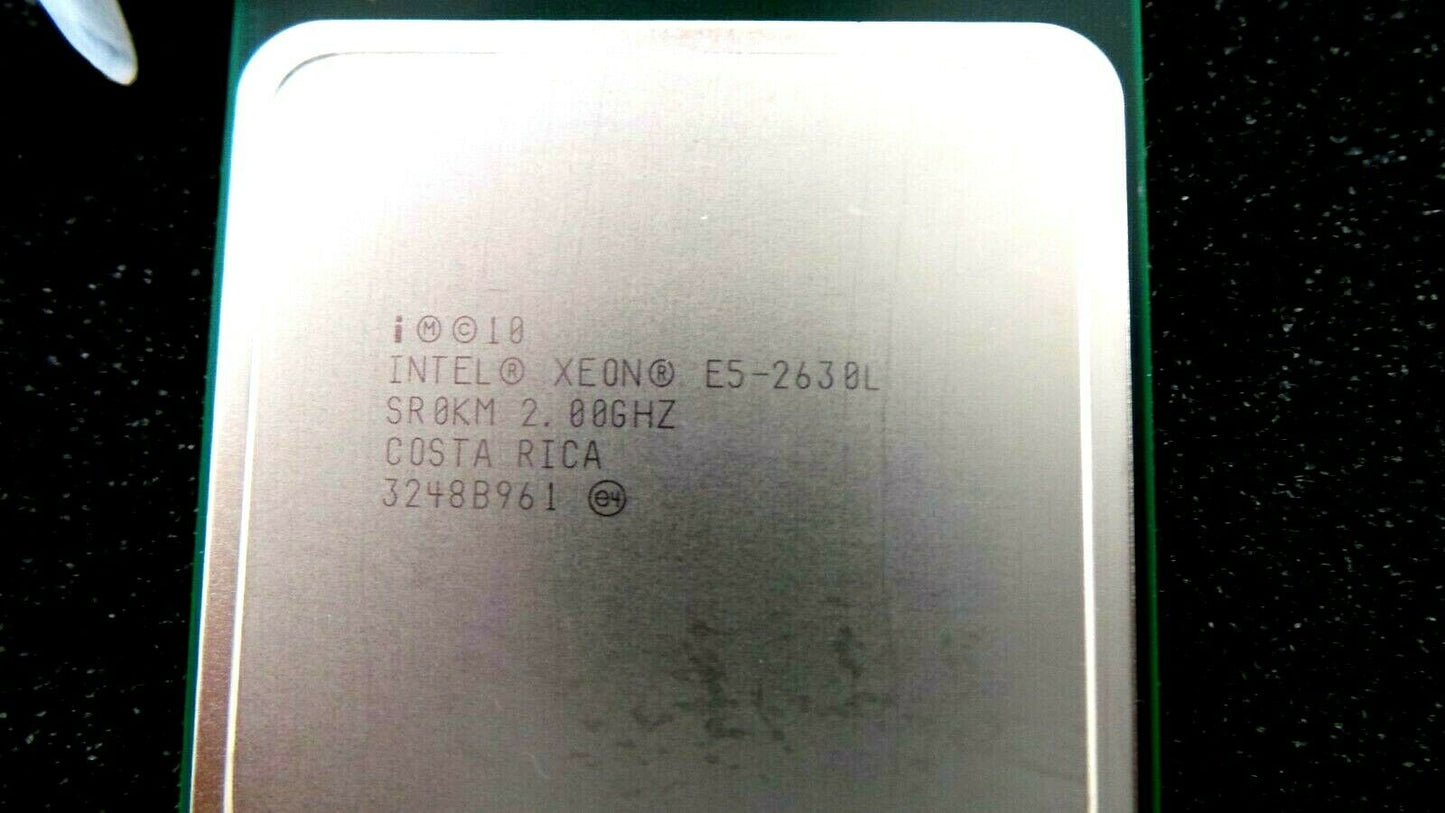 i Ⓜ©10
INTEL® XEON® E5-2630L
SR0KM 2.00GHZ
COSTA RICA
3248B961 e4